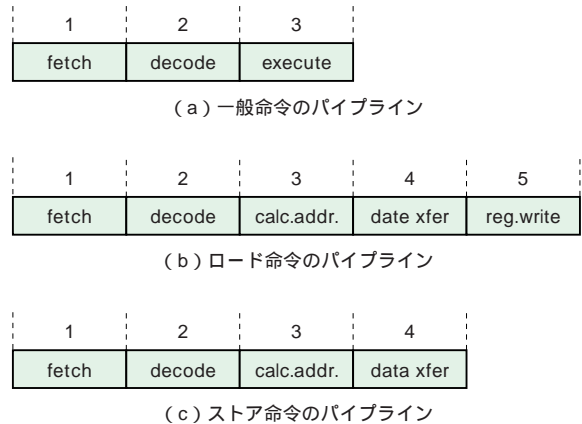 1 2 3
fetch decode execute
(a)一般命令のパイプライン
1 2 3 4 5
fetch decode calc.addr. date xfer reg.write
(b)ロード命令のパイプライン
1 2 3 4
fetch decode calc.addr. data xfer
(c)ストア命令のパイプライン